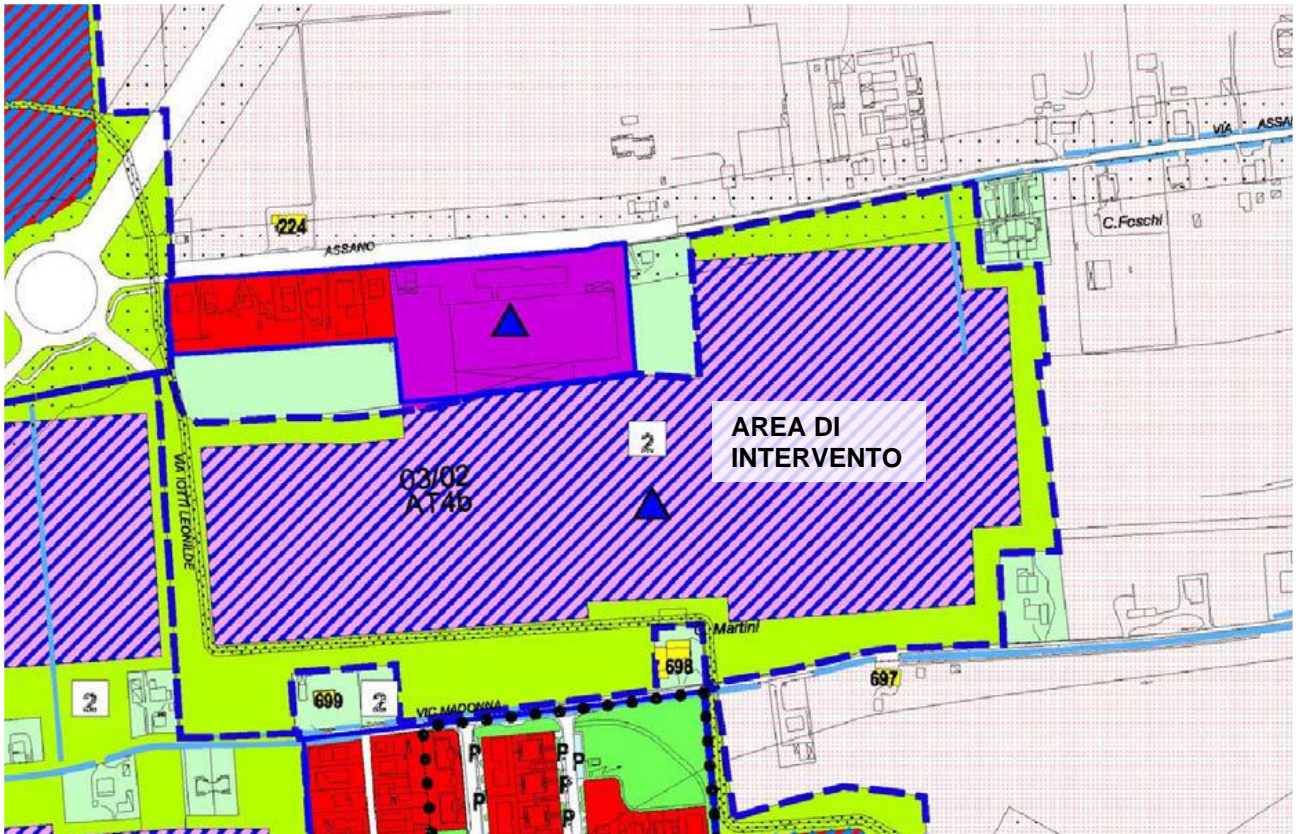 VIA ASSAN
224
ASSANO
C.Foschi
2
AREA DI
INTERVENTO
03/02
AT4b
VIA IOTTI LEONILDE
C. Martini
698
697
2
699
2
VIC MADONNA
P
P
P
P
P
P